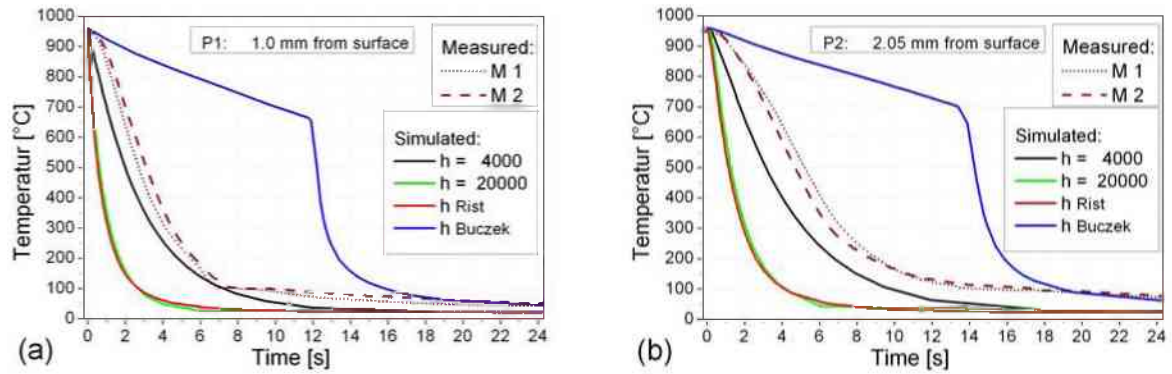 1000
900
800
700
600
500
400
300
200
100
0
Temperatur [°C]
P1: 1.0 mm from surface
Measured:
M 1
M 2
Simulated:
h = 4000
h = 20000
h Rist
h Buczek
0 2 4 6 8 10 12 14 16 18 20 22 24
(a)
Time [s]
1000
900
800
700
600
500
400
300
200
100
0
Temperatur [°C]
P2: 2.05 mm from surface
Measured:
M 1
M 2
Simulated:
h = 4000
h = 20000
h Rist
h Buczek
0 2 4 6 8 10 12 14 16 18 20 22 24
(b)
Time [s]